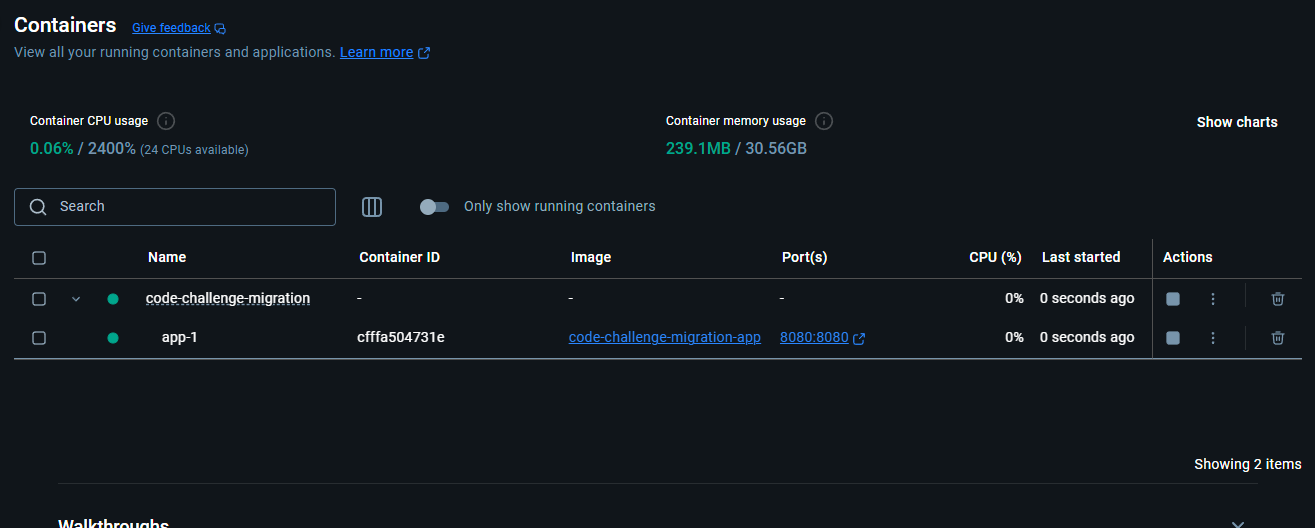 Containers Give feedback
View all your running containers and applications. Learn more
Container CPU usage
0.06% / 2400% (24 CPUs available)
Container memory usage
239.1MB / 30.56GB
Show charts
Search
Only show running containers
Name Container ID Image Port(s) CPU (%) Last started Actions
code-challenge-migration - - - 0% 0 seconds ago
app-1 cfffa504731e code-challenge-migration-app 8080:8080 0% 0 seconds ago
Showing 2 items
Walkthroughs